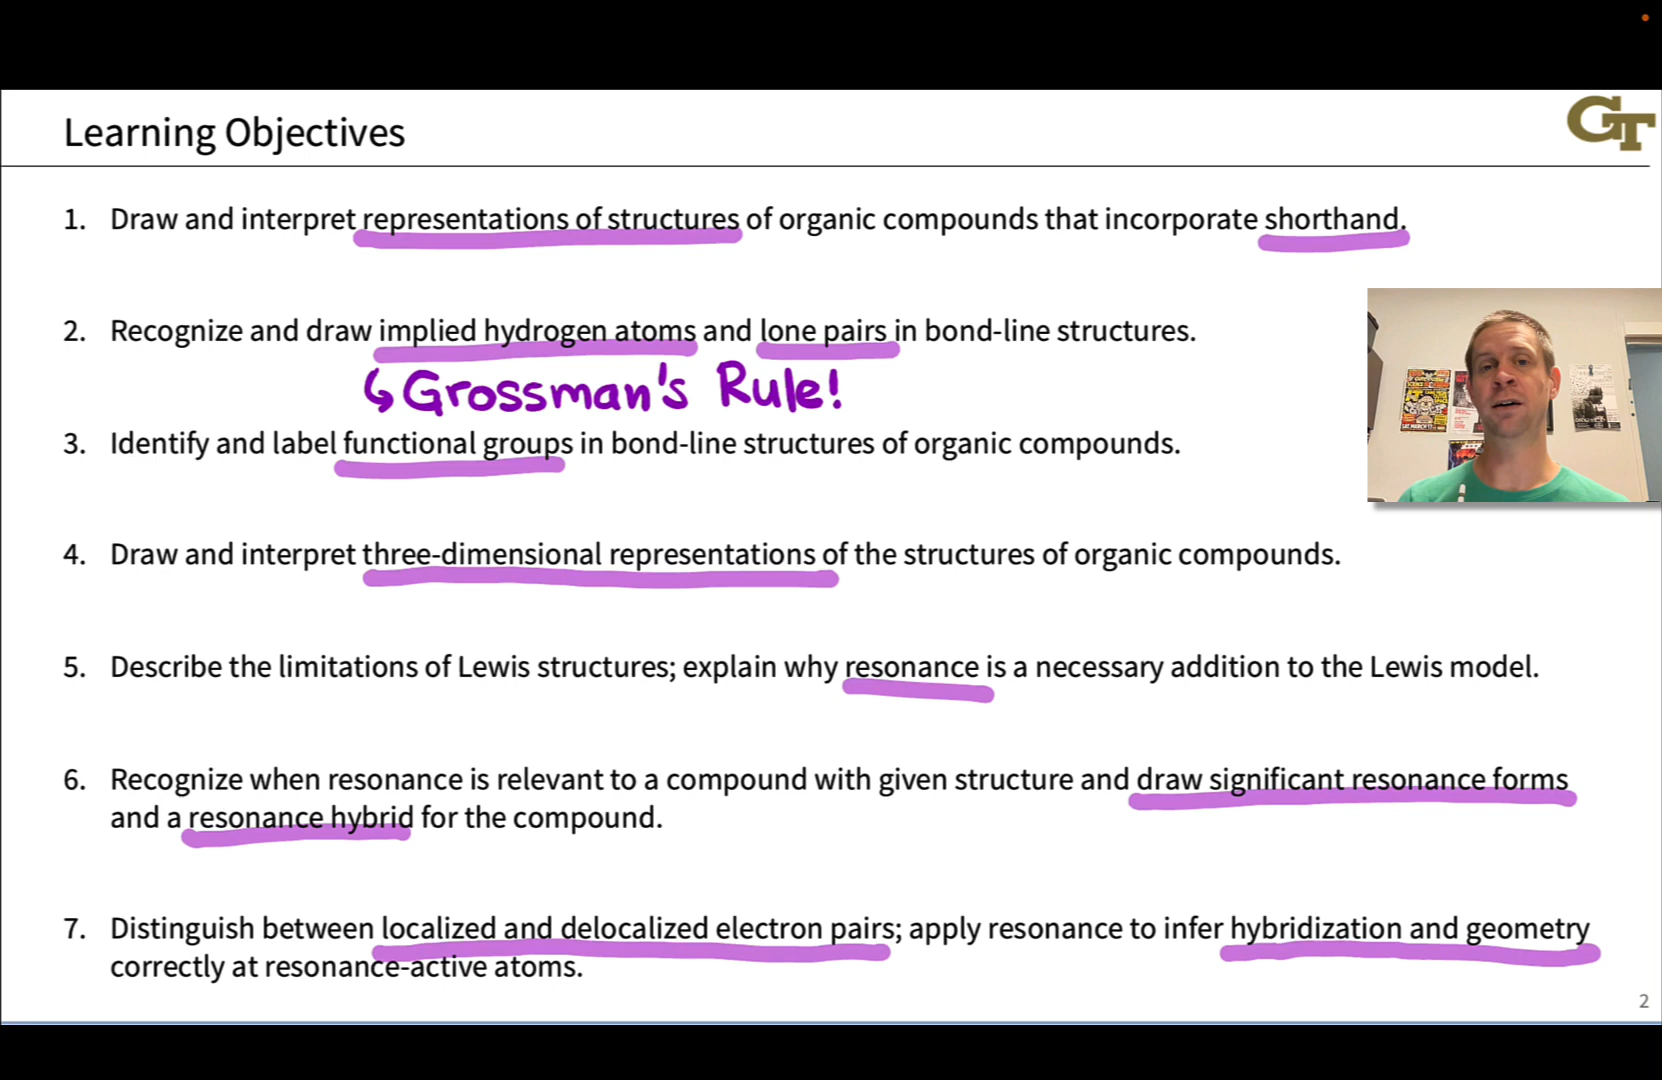 Learning Objectives
GT
1. Draw and interpret representations of structures of organic compounds that incorporate shorthand.
2. Recognize and draw implied hydrogen atoms and lone pairs in bond-line structures.
↳ Grossman's Rule!
3. Identify and label functional groups in bond-line structures of organic compounds.
4. Draw and interpret three-dimensional representations of the structures of organic compounds.
5. Describe the limitations of Lewis structures; explain why resonance is a necessary addition to the Lewis model.
6. Recognize when resonance is relevant to a compound with given structure and draw significant resonance forms
and a resonance hybrid for the compound.
7. Distinguish between localized and delocalized electron pairs; apply resonance to infer hybridization and geometry
correctly at resonance-active atoms.
2